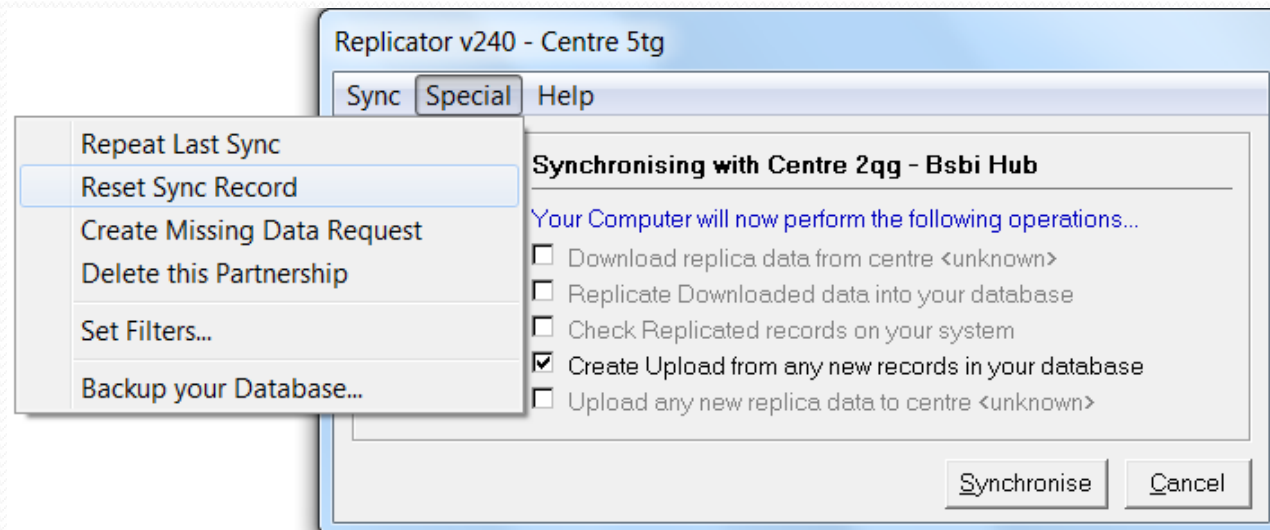 Replicator v240 - Centre 5tg
Sync Special Help
Repeat Last Sync
Reset Sync Record
Create Missing Data Request
Delete this Partnership
Set Filters...
Backup your Database...
Synchronising with Centre 2qg - Bsbi Hub
Your Computer will now perform the following operations...
Download replica data from centre <unknown>
Replicate Downloaded data into your database
Check Replicated records on your system
Create Upload from any new records in your database
Upload any new replica data to centre <unknown>
Synchronise Cancel